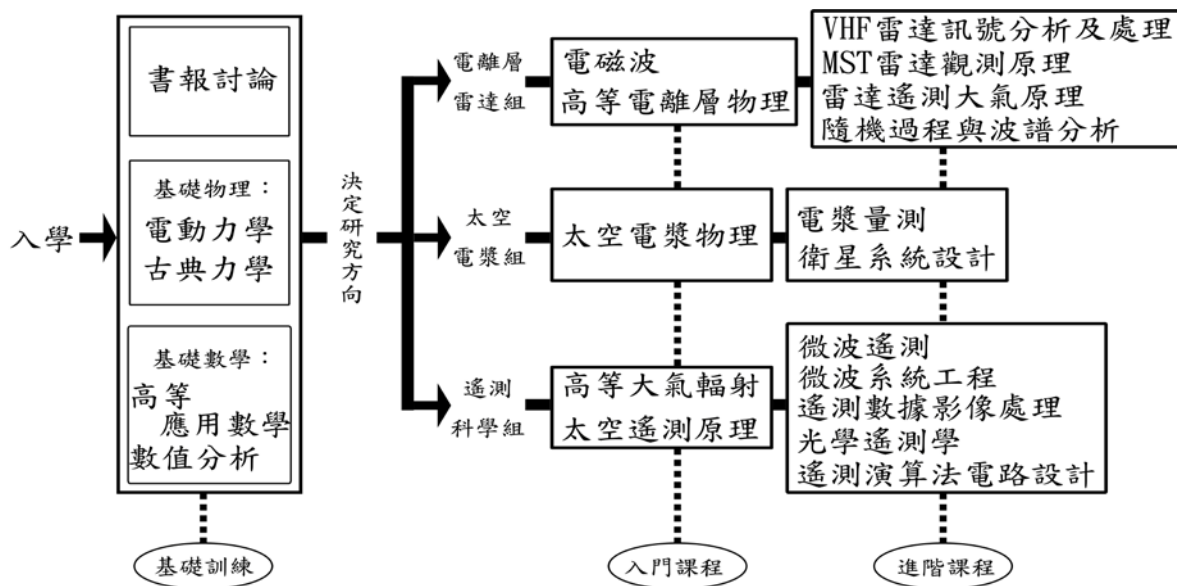 入學
書報討論
基礎物理：
電動力學
古典力學
基礎數學：
高等
應用數學
數值分析
基礎訓練
決定研究方向
電離層
雷達組
電磁波
高等電離層物理
VHF雷達訊號分析及處理
MST雷達觀測原理
雷達遙測大氣原理
隨機過程與波譜分析
太空
電漿組
太空電漿物理
電漿量測
衛星系統設計
遙測
科學組
高等大氣輻射
太空遙測原理
微波遙測
微波系統工程
遙測數據影像處理
光學遙測學
遙測演算法電路設計
入門課程
進階課程